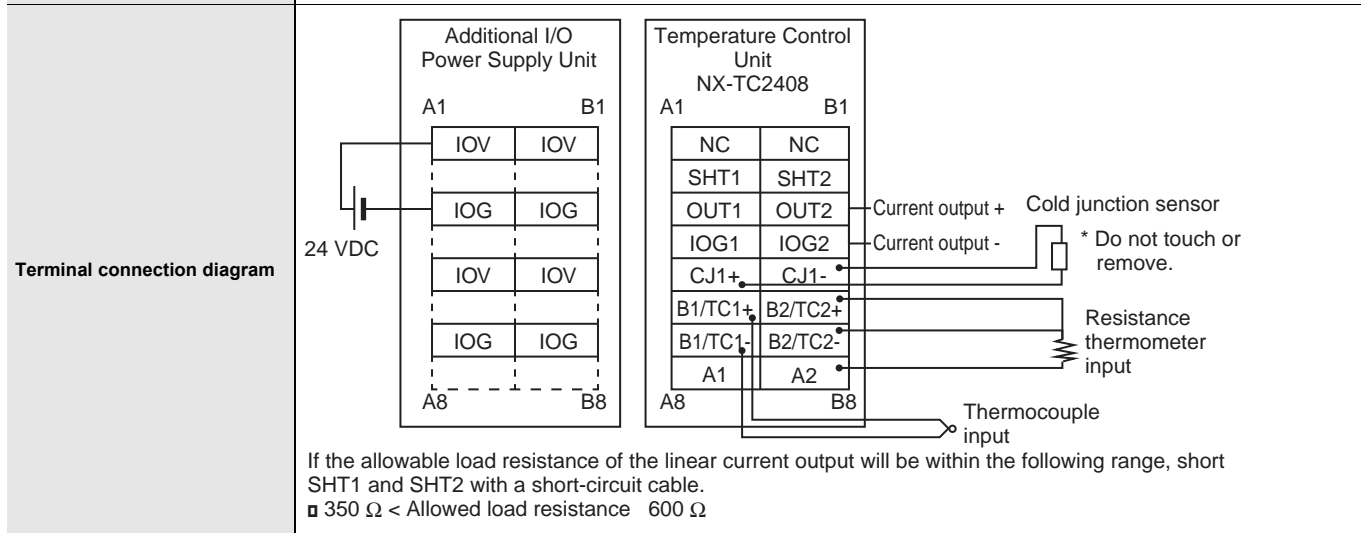 Terminal connection diagram
Additional I/O
Power Supply Unit
A1 B1
IOV IOV
IOG IOG
IOV IOV
IOG IOG
A8 B8
24 VDC
Temperature Control
Unit
NX-TC2408
A1 B1
NC NC
SHT1 SHT2
OUT1 OUT2
IOG1 IOG2
CJ1+ CJ1-
B1/TC1+ B2/TC2+
B1/TC1- B2/TC2-
A1 A2
A8 B8
Current output +
Current output -
Cold junction sensor
* Do not touch or
remove.
Resistance
thermometer
input
Thermocouple
input
If the allowable load resistance of the linear current output will be within the following range, short
SHT1 and SHT2 with a short-circuit cable.
350 Ω < Allowed load resistance 600 Ω